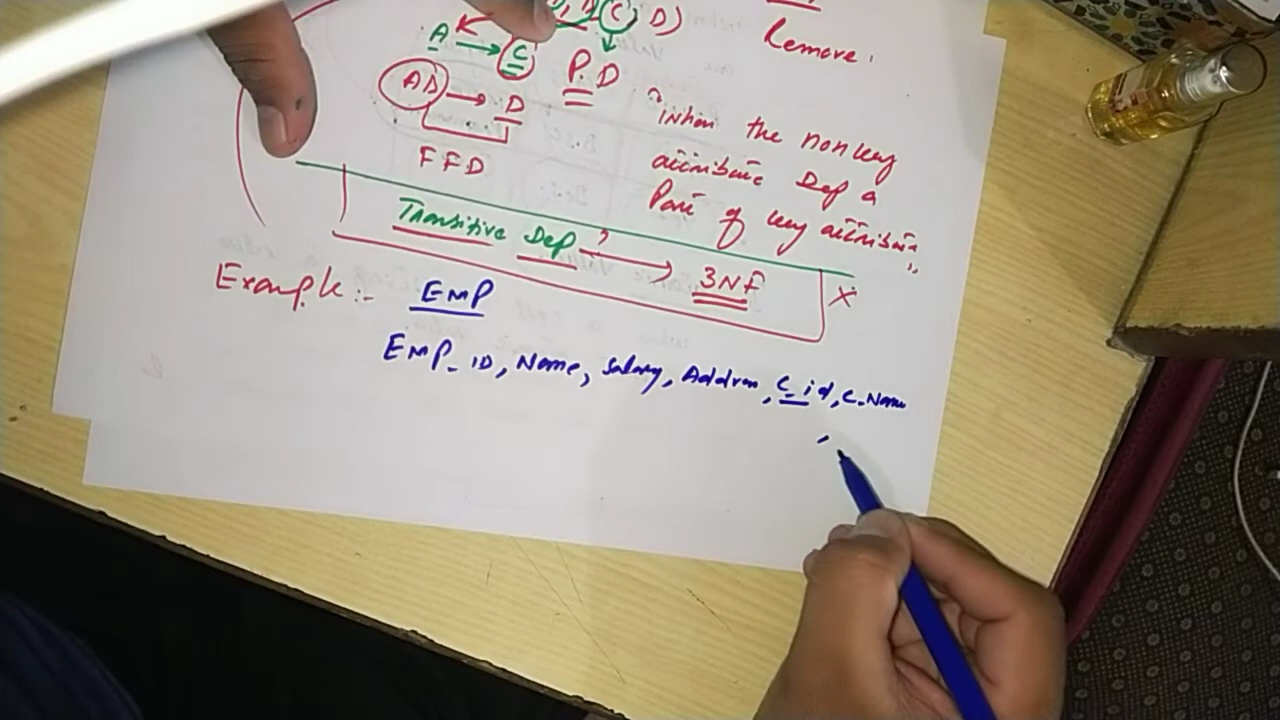 C D)
Remove.
A → C
P.D
AD → D
FFD
"when the nonkey
attribute Dep a
Part of key attribute"
Transitive Dep → 3NF X
Example:- EMP
EMP_ID, Name, Salary, Address, C_id, C.Name
,